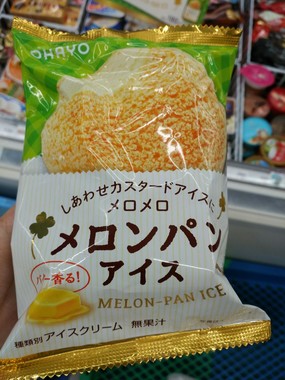 OHAYO
しあわせカスタードアイスに
メロメロ
メロンパン
アイス
バター香る!
MELON-PAN ICE
種類別 アイスクリーム 無果汁